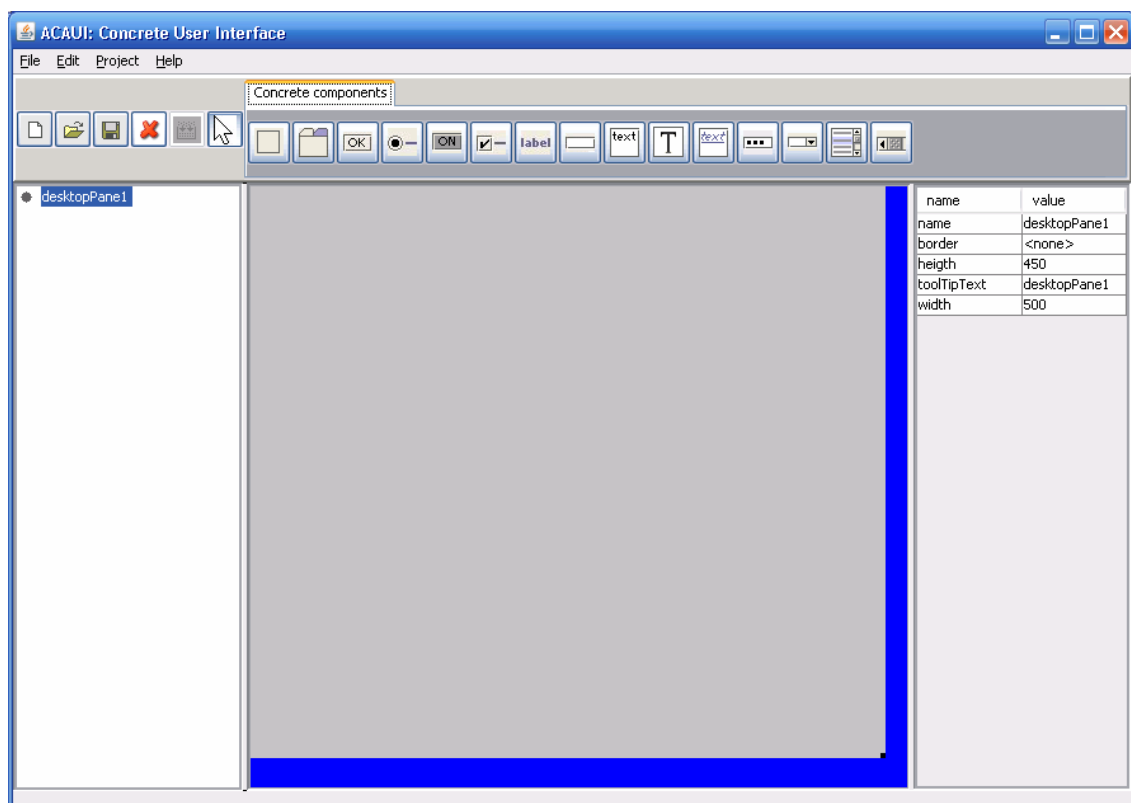 ACAUI: Concrete User Interface
File Edit Project Help
Concrete components
OK ON label text T text
desktopPane1
name value
name desktopPane1
border <none>
heigth 450
toolTipText desktopPane1
width 500